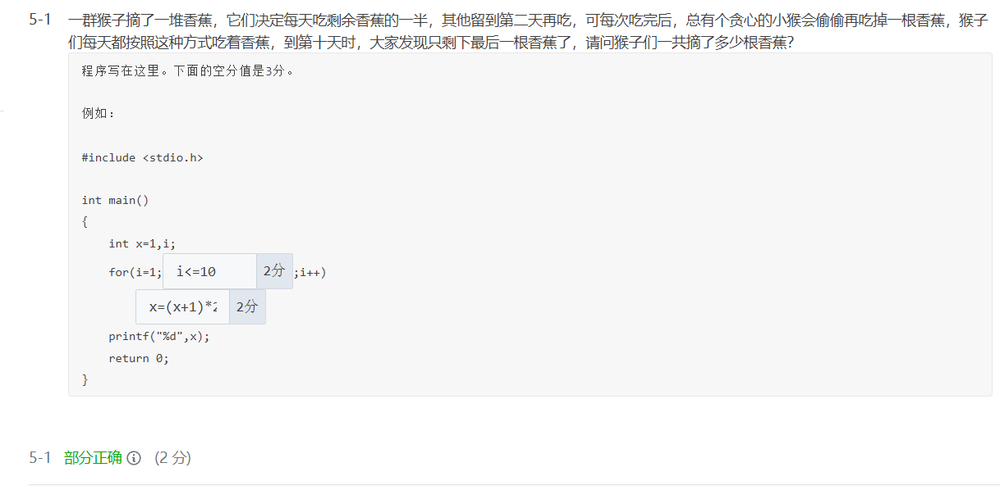 5-1 一群猴子摘了一堆香蕉，它们决定每天吃剩余香蕉的一半，其他留到第二天再吃，可每次吃完后，总有个贪心的小猴会偷偷再吃掉一根香蕉，猴子
们每天都按照这种方式吃着香蕉，到第十天时，大家发现只剩下最后一根香蕉了，请问猴子们一共摘了多少根香蕉？
程序写在这里。下面的空分值是3分。
例如：
#include <stdio.h>
int main()
{
int x=1,i;
for(i=1; i<=10 2分 ;i++)
x=(x+1)*2 2分
printf("%d",x);
return 0;
}
5-1 部分正确 (2 分)